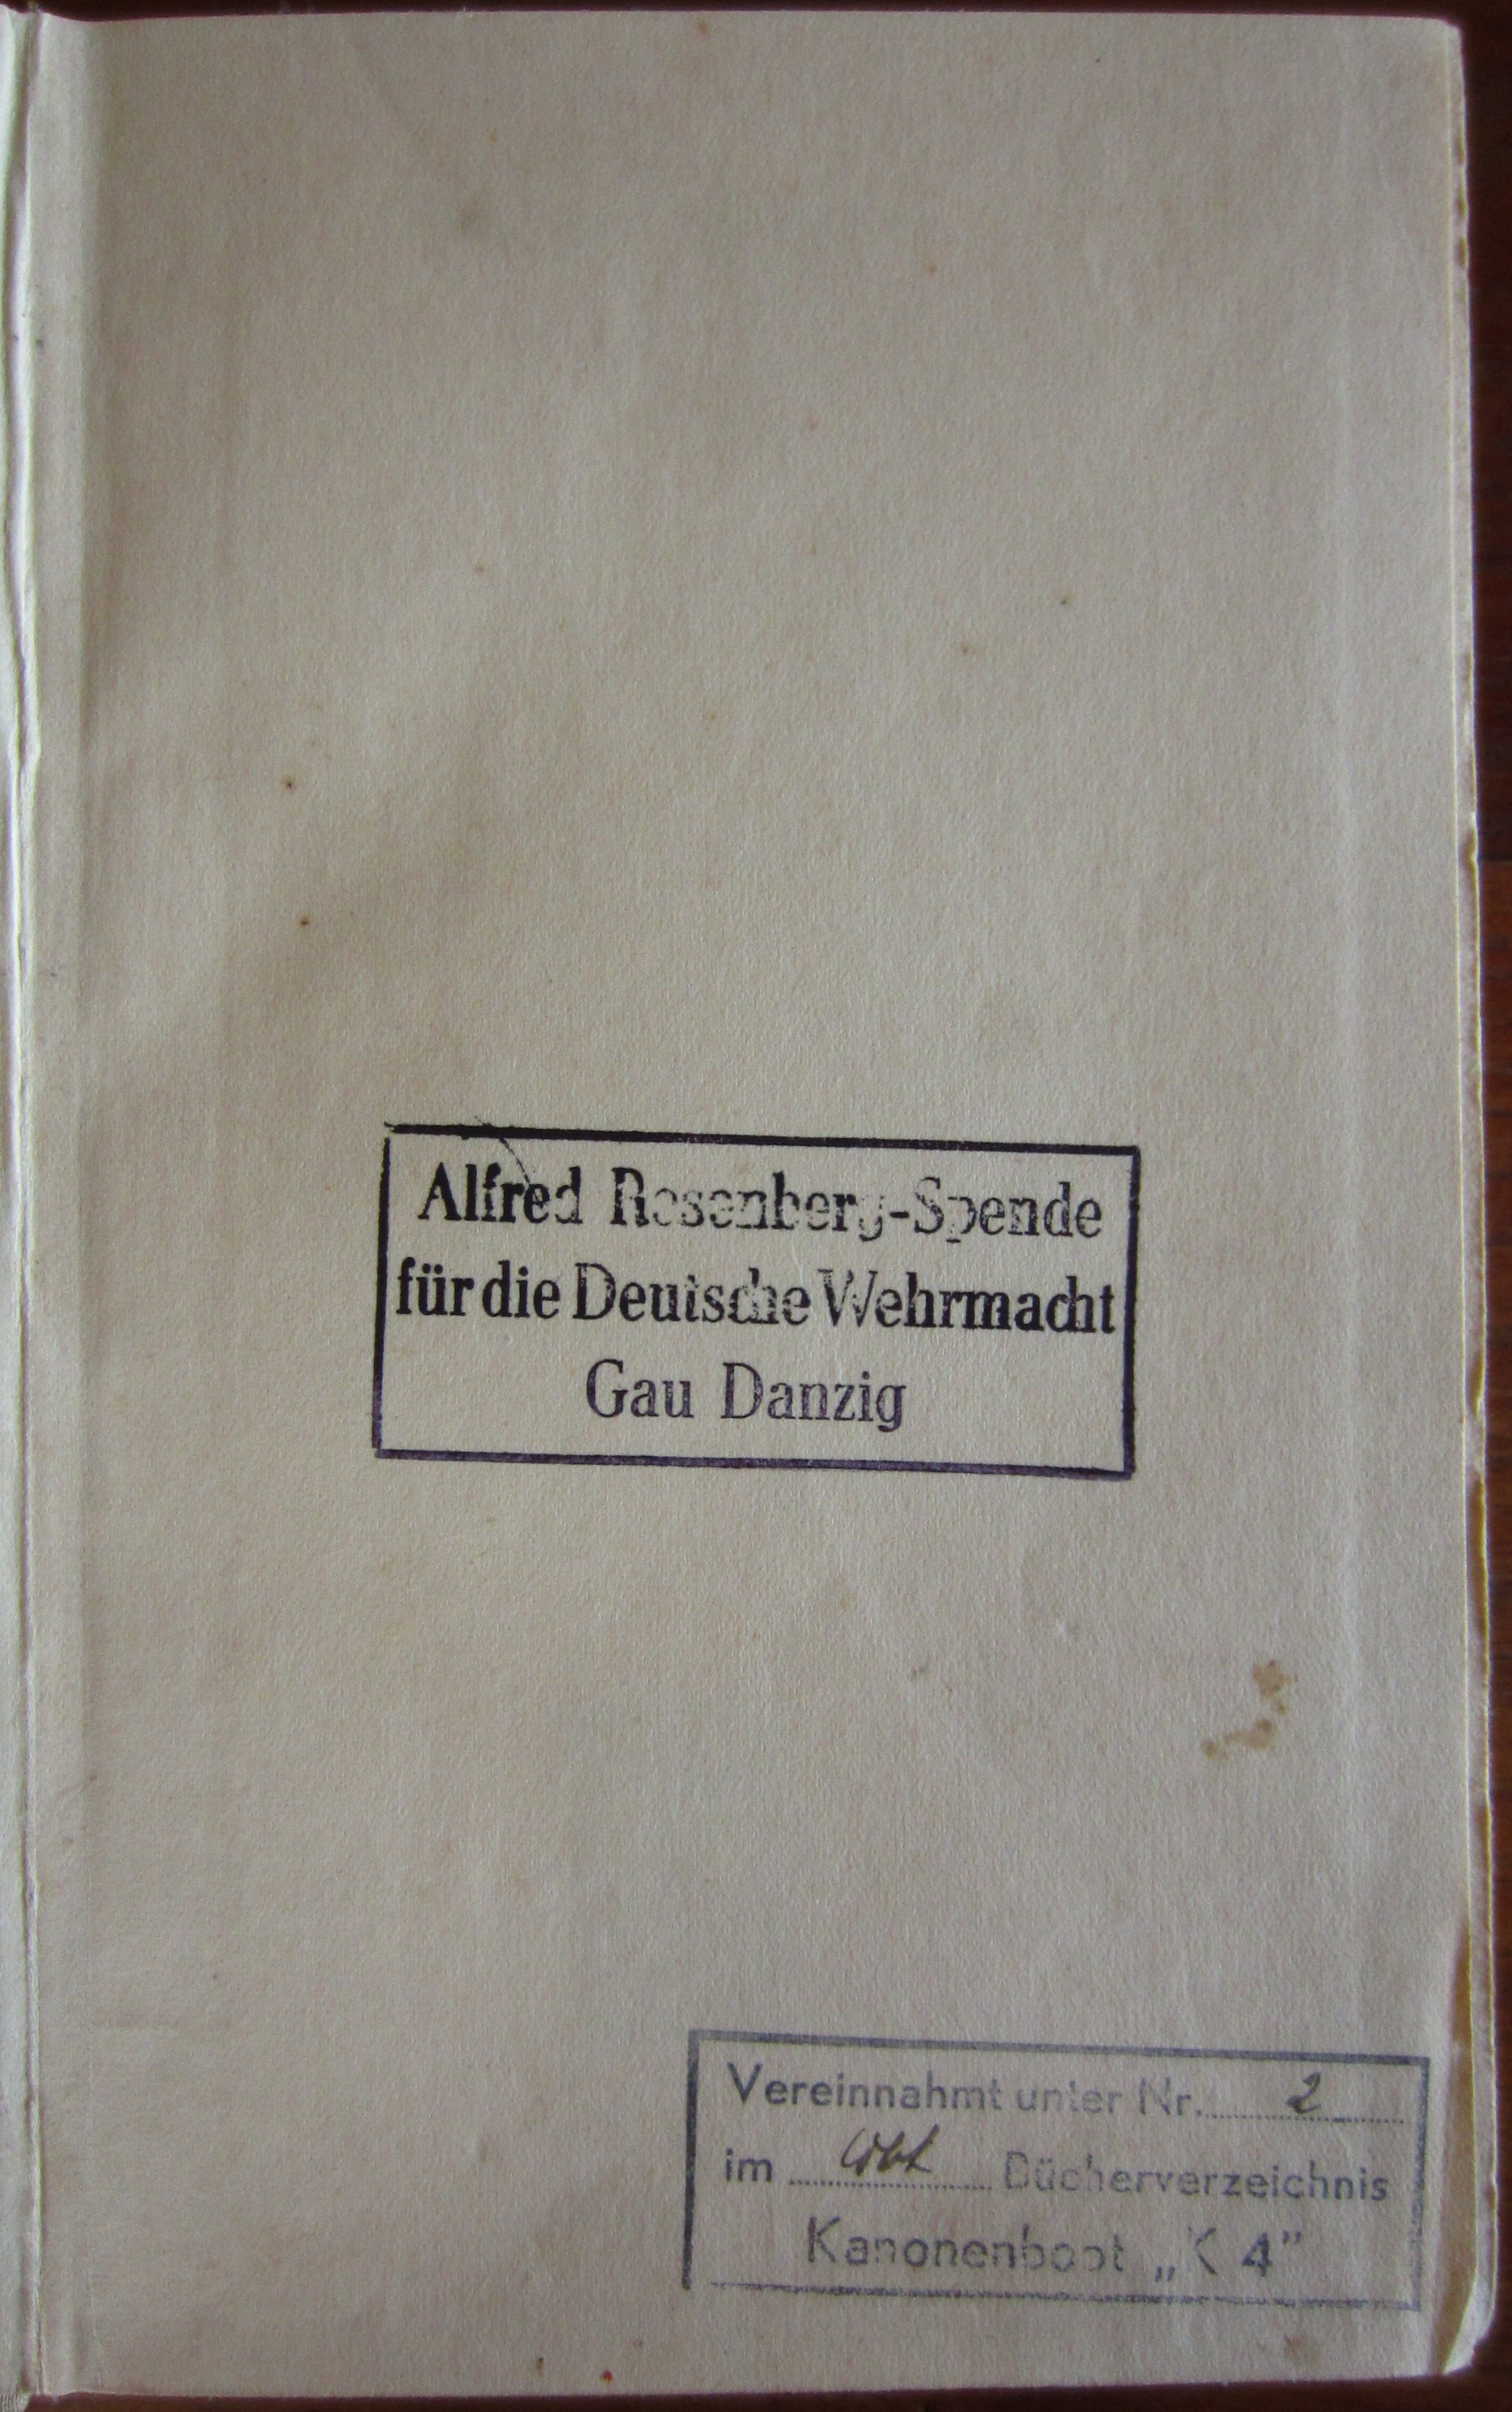 Alfred Rosenberg-Spende
für die Deutsche Wehrmacht
Gau Danzig
Vereinnahmt unter Nr. 2
im Bücherverzeichnis
Kanonenboot „K 4”